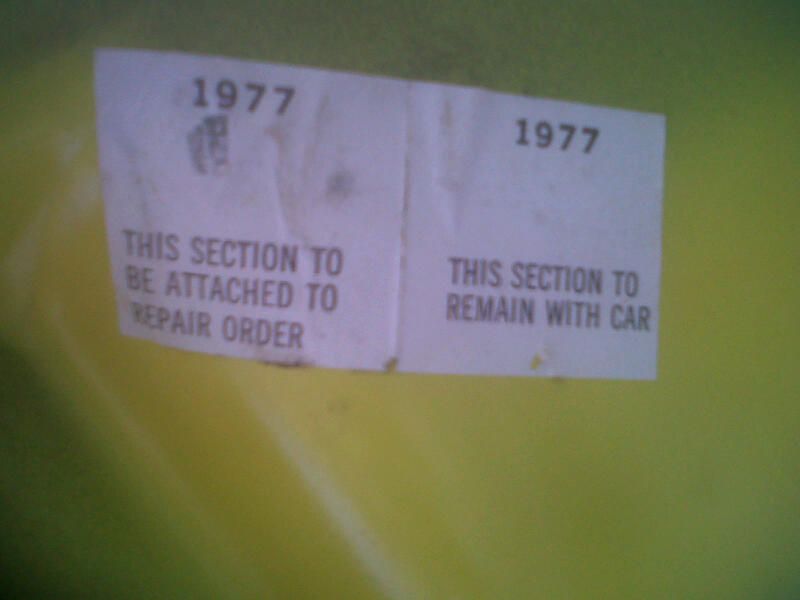 1977
THIS SECTION TO
BE ATTACHED TO
REPAIR ORDER
1977
THIS SECTION TO
REMAIN WITH CAR